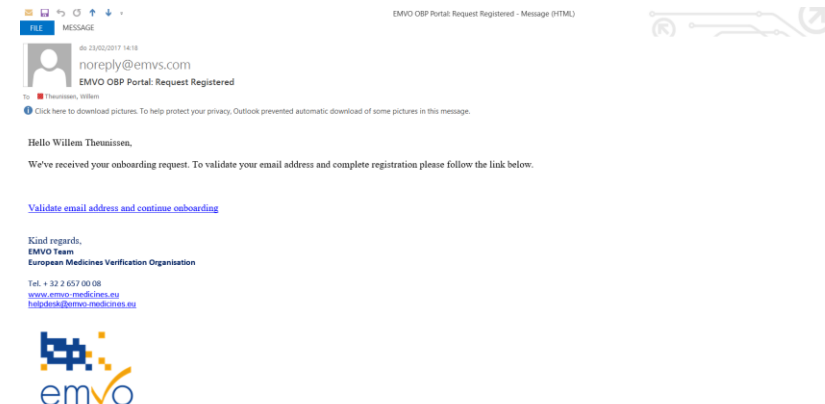 EMVO OBP Portal: Request Registered - Message (HTML)
FILE MESSAGE
do 23/02/2017 14:18
noreply@emvs.com
EMVO OBP Portal: Request Registered
To Theunissen, Willem
Click here to download pictures. To help protect your privacy, Outlook prevented automatic download of some pictures in this message.
Hello Willem Theunissen,
We've received your onboarding request. To validate your email address and complete registration please follow the link below.
Validate email address and continue onboarding
Kind regards,
EMVO Team
European Medicines Verification Organisation
Tel. + 32 2 657 00 08
www.emvo-medicines.eu
helpdesk@emvo-medicines.eu
emvo